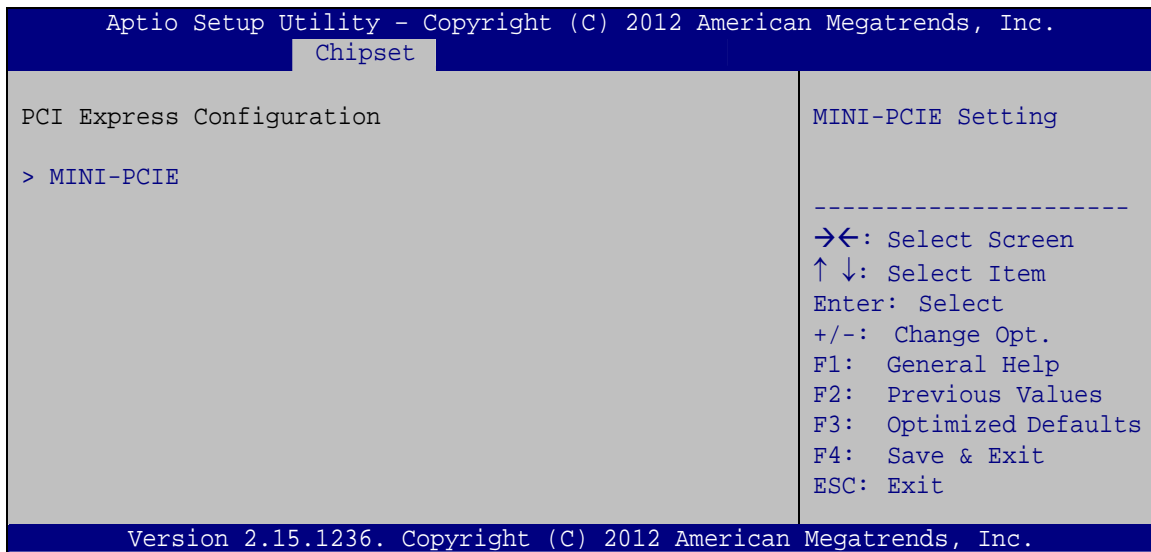 Aptio Setup Utility – Copyright (C) 2012 American Megatrends, Inc.
Chipset
PCI Express Configuration
> MINI-PCIE
MINI-PCIE Setting
----------------------
→←: Select Screen
↑ ↓: Select Item
Enter: Select
+/-: Change Opt.
F1: General Help
F2: Previous Values
F3: Optimized Defaults
F4: Save & Exit
ESC: Exit
Version 2.15.1236. Copyright (C) 2012 American Megatrends, Inc.